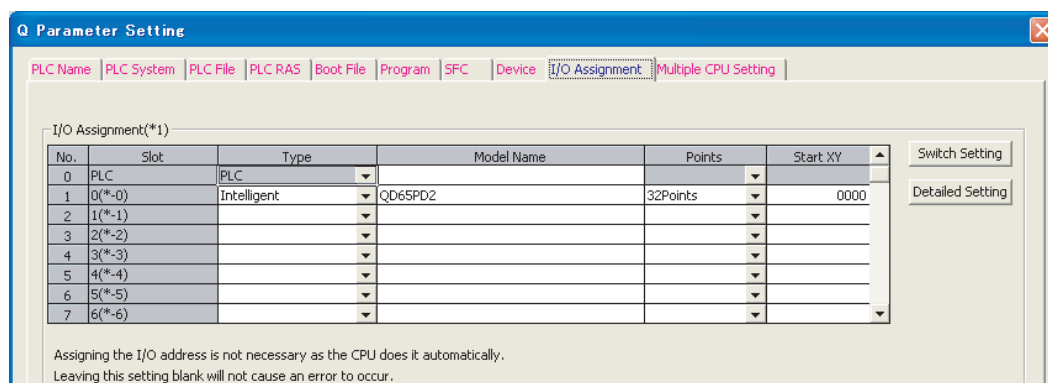 Q Parameter Setting
PLC Name PLC System PLC File PLC RAS Boot File Program SFC Device I/O Assignment Multiple CPU Setting
I/O Assignment(*1)
No. Slot Type Model Name Points Start XY
0 PLC PLC
1 0(*-0) Intelligent QD65PD2 32Points 0000
2 1(*-1)
3 2(*-2)
4 3(*-3)
5 4(*-4)
6 5(*-5)
7 6(*-6)
Switch Setting
Detailed Setting
Assigning the I/O address is not necessary as the CPU does it automatically.
Leaving this setting blank will not cause an error to occur.